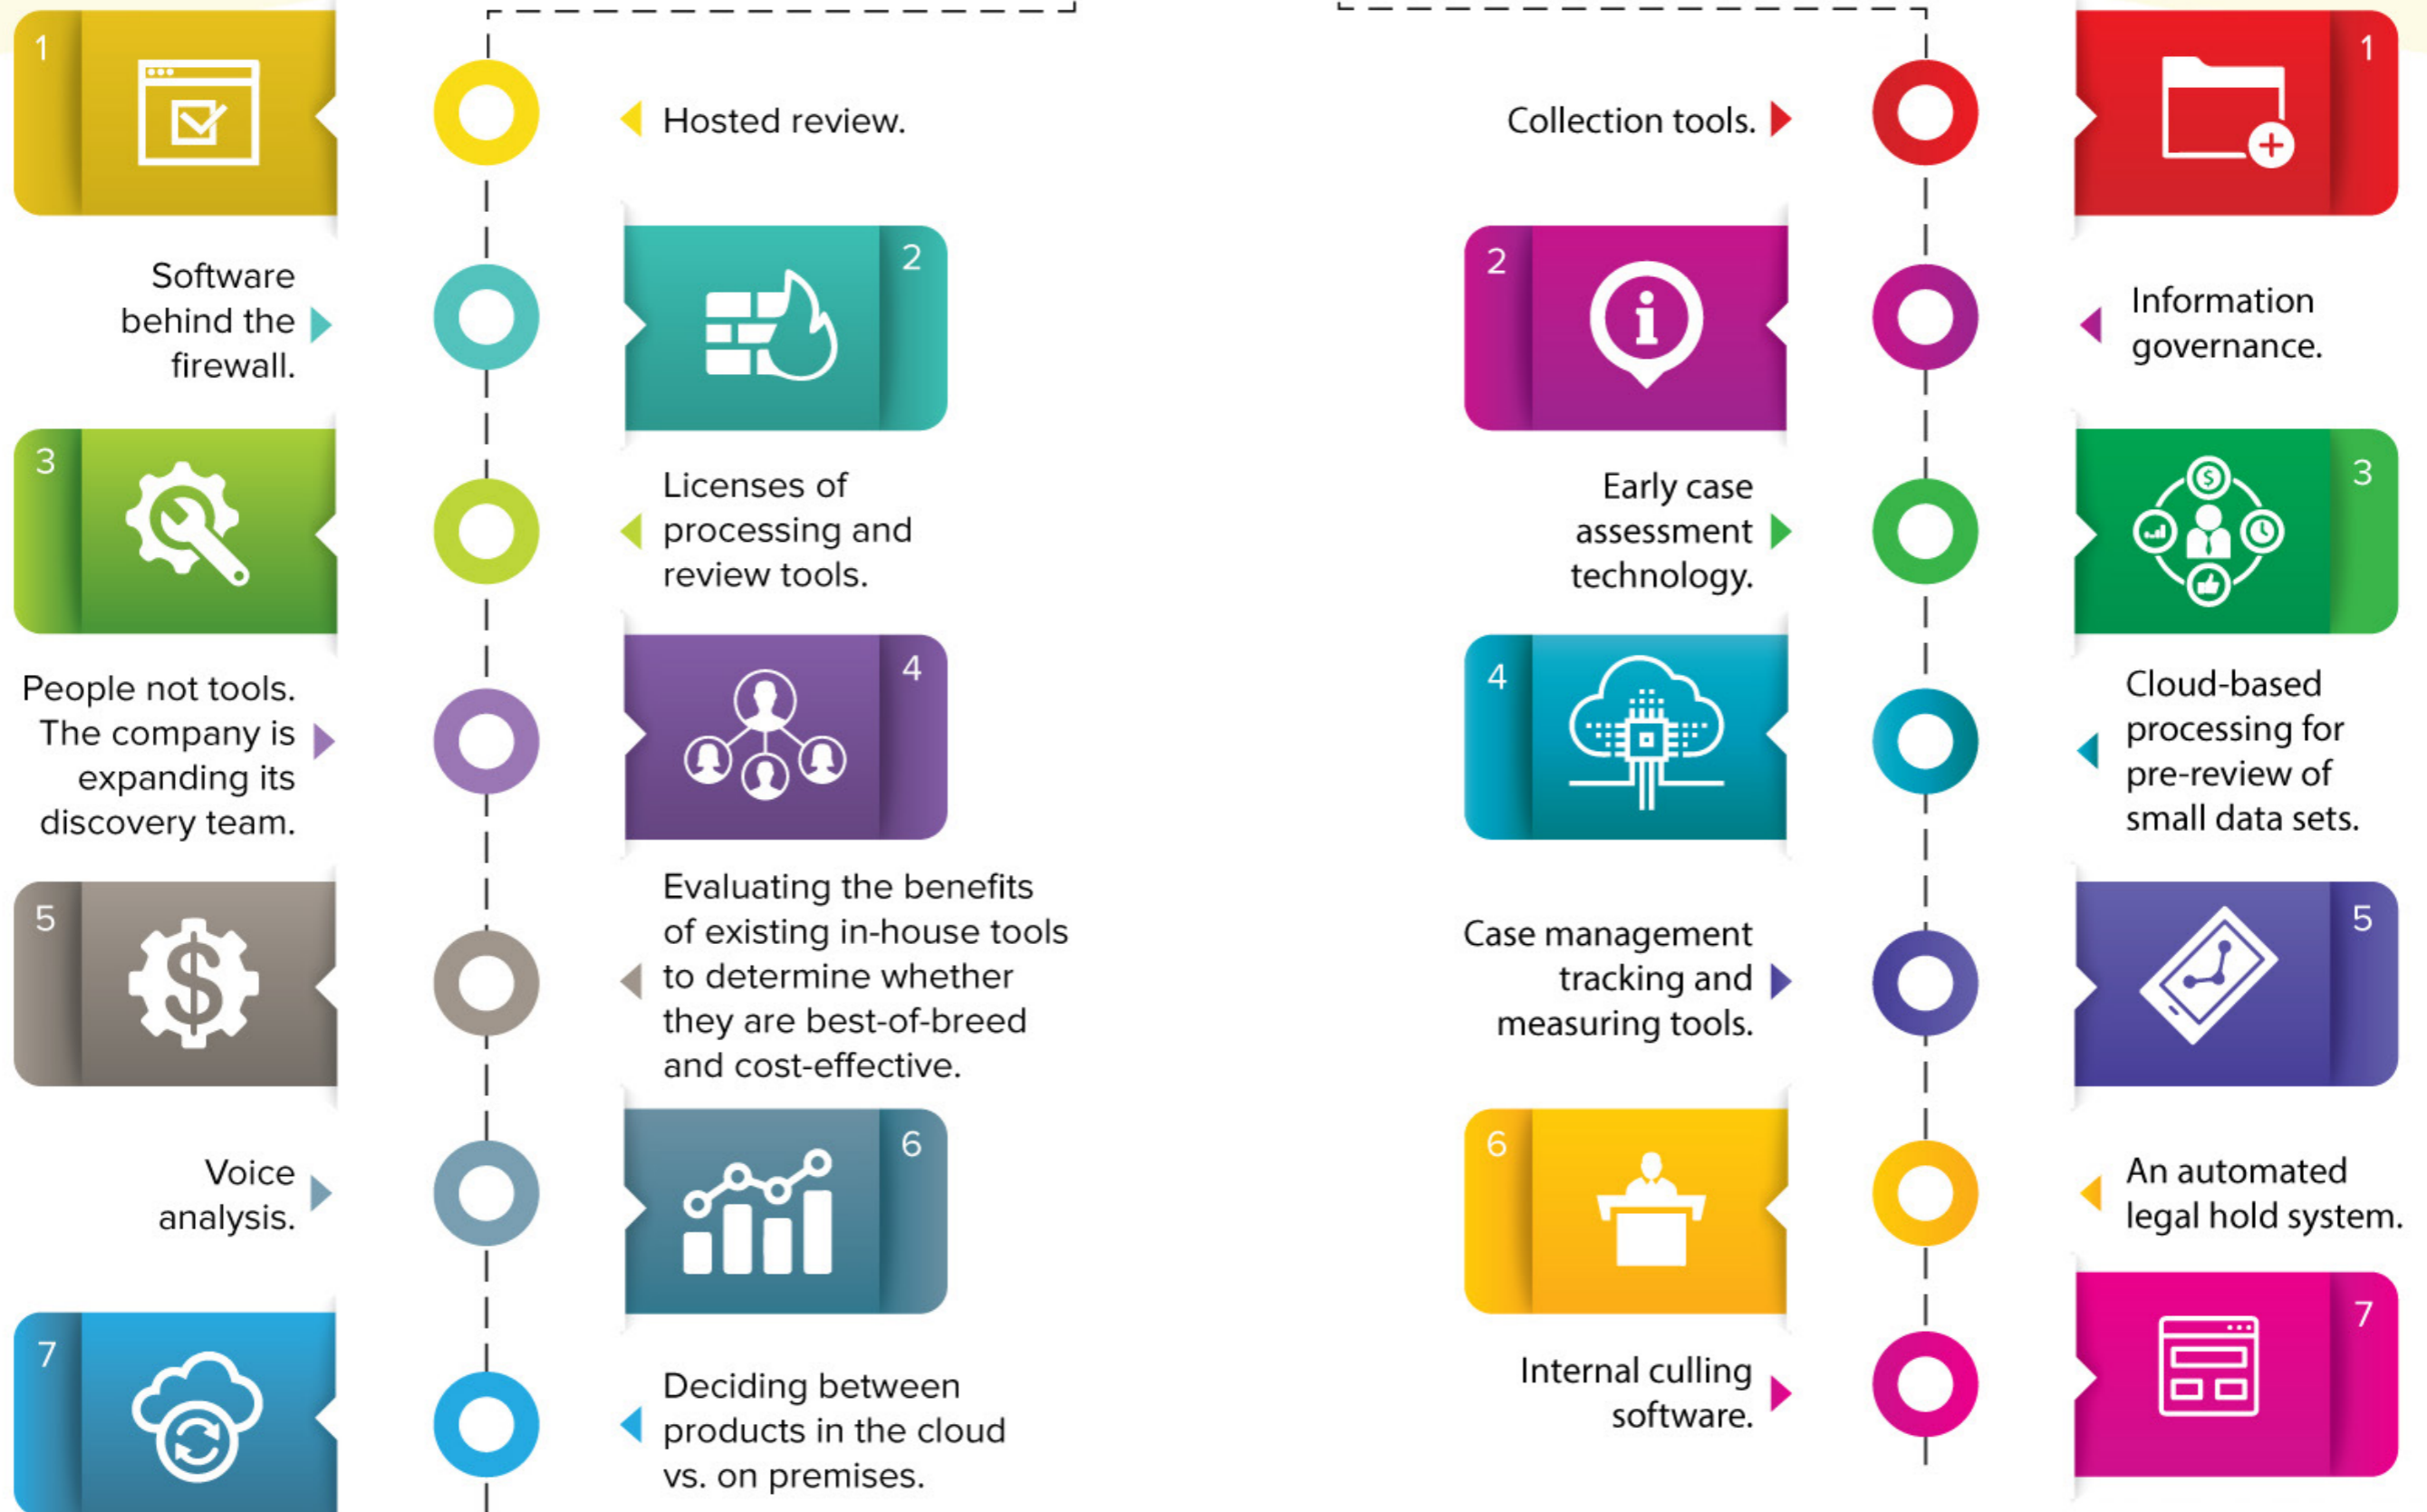 1
Hosted review.
Software
behind the
firewall.
2
3
Licenses of
processing and
review tools.
People not tools.
The company is
expanding its
discovery team.
4
5
$
Evaluating the benefits
of existing in-house tools
to determine whether
they are best-of-breed
and cost-effective.
Voice
analysis.
6
7
Deciding between
products in the cloud
vs. on premises.
Collection tools.
1
2
i
Information
governance.
Early case
assessment
technology.
3
$
4
Cloud-based
processing for
pre-review of
small data sets.
Case management
tracking and
measuring tools.
5
6
An automated
legal hold system.
Internal culling
software.
7